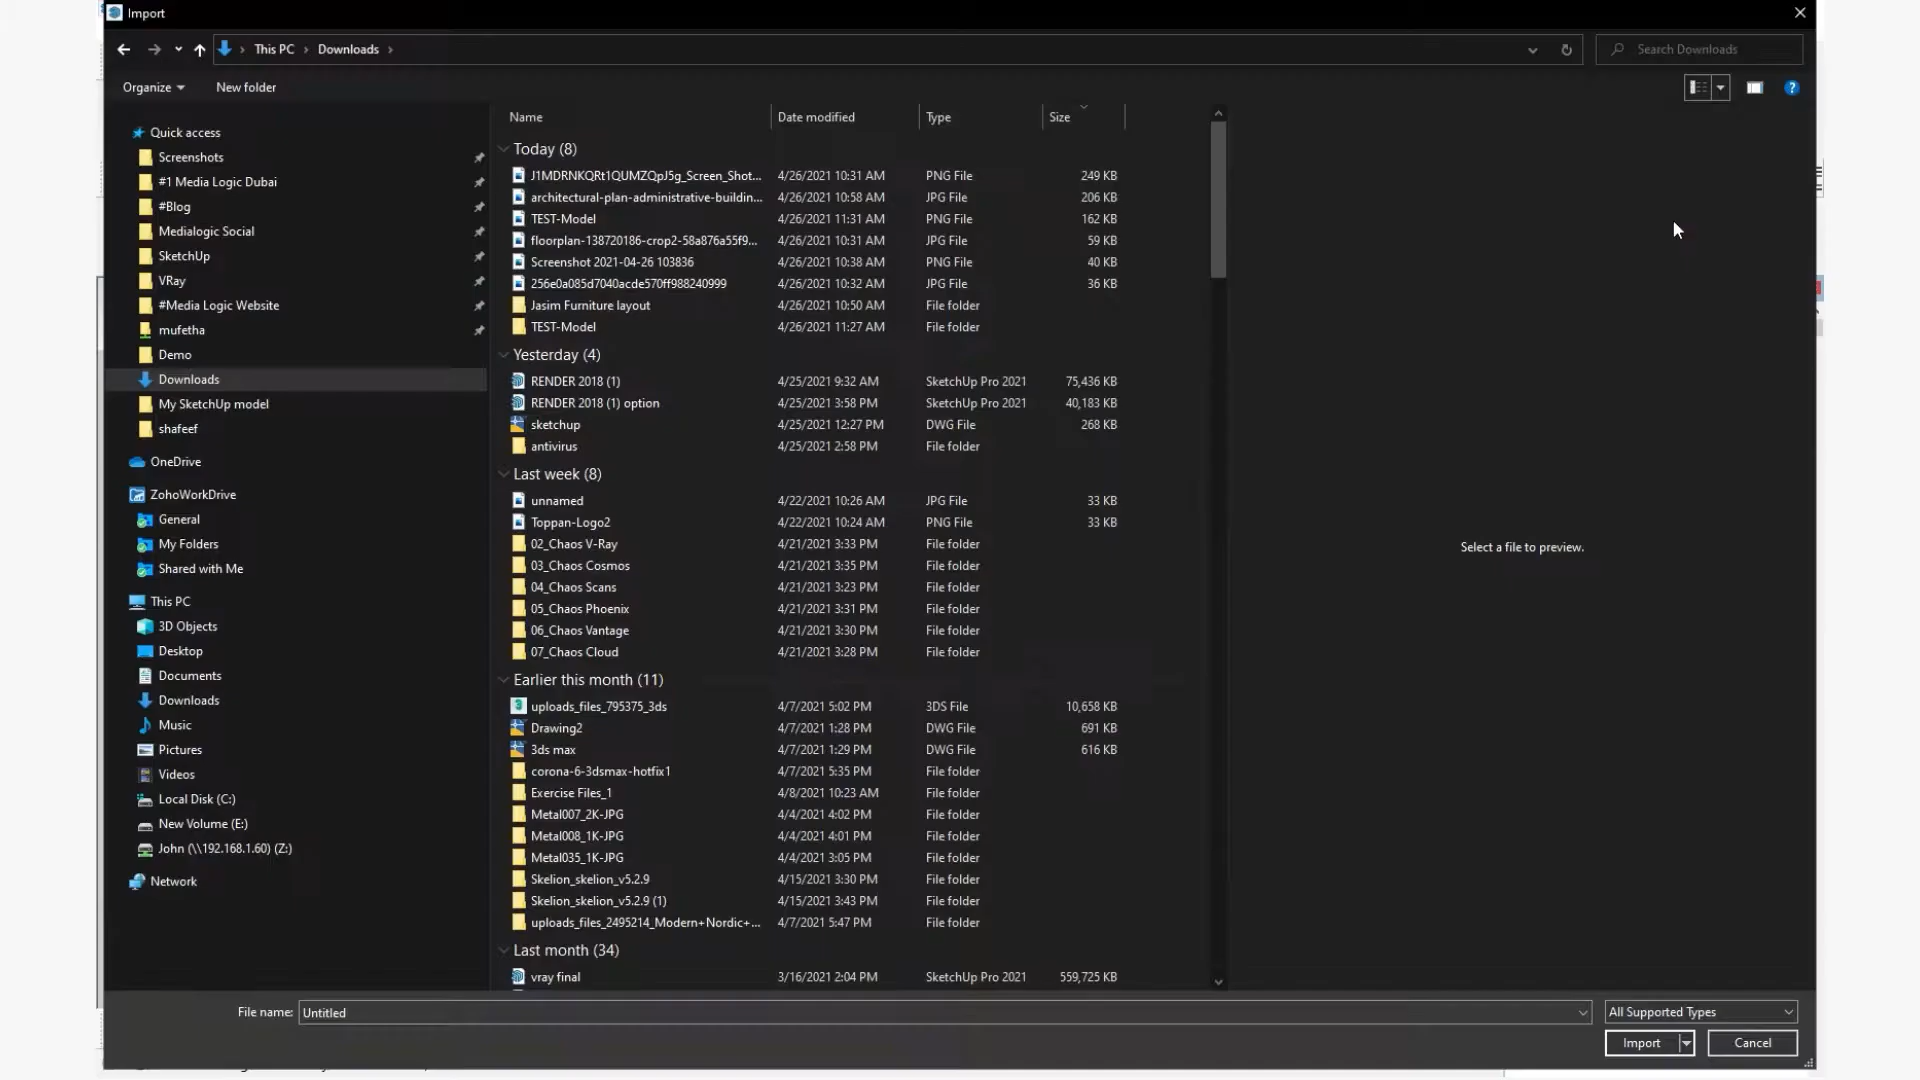 Import
This PC > Downloads >
Search Downloads
Organize
New folder
Name Date modified Type Size
Quick access
Screenshots
#1 Media Logic Dubai
#Blog
Medialogic Social
SketchUp
VRay
#Media Logic Website
mufetha
Demo
Downloads
My SketchUp model
shafeef
OneDrive
ZohoWorkDrive
General
My Folders
Shared with Me
This PC
3D Objects
Desktop
Documents
Downloads
Music
Pictures
Videos
Local Disk (C:)
New Volume (E:)
John (\\192.168.1.60) (Z:)
Network
Today (8)
J1MDRNKQRt1QUMZQpJ5g_Screen_Shot... 4/26/2021 10:31 AM PNG File 249 KB
architectural-plan-administrative-buildin... 4/26/2021 10:58 AM JPG File 206 KB
TEST-Model 4/26/2021 11:31 AM PNG File 162 KB
floorplan-138720186-crop2-58a876a55f9... 4/26/2021 10:31 AM JPG File 59 KB
Screenshot 2021-04-26 103836 4/26/2021 10:38 AM PNG File 40 KB
256e0a085d7040acde570ff988240999 4/26/2021 10:32 AM JPG File 36 KB
Jasim Furniture layout 4/26/2021 10:50 AM File folder
TEST-Model 4/26/2021 11:27 AM File folder
Yesterday (4)
RENDER 2018 (1) 4/25/2021 9:32 AM SketchUp Pro 2021 75,436 KB
RENDER 2018 (1) option 4/25/2021 3:58 PM SketchUp Pro 2021 40,183 KB
sketchup 4/25/2021 12:27 PM DWG File 268 KB
antivirus 4/25/2021 2:58 PM File folder
Last week (8)
unnamed 4/22/2021 10:26 AM JPG File 33 KB
Toppan-Logo2 4/22/2021 10:24 AM PNG File 33 KB
02_Chaos V-Ray 4/21/2021 3:33 PM File folder
03_Chaos Cosmos 4/21/2021 3:35 PM File folder
04_Chaos Scans 4/21/2021 3:23 PM File folder
05_Chaos Phoenix 4/21/2021 3:31 PM File folder
06_Chaos Vantage 4/21/2021 3:30 PM File folder
07_Chaos Cloud 4/21/2021 3:28 PM File folder
Earlier this month (11)
uploads_files_795375_3ds 4/7/2021 5:02 PM 3DS File 10,658 KB
Drawing2 4/7/2021 1:28 PM DWG File 691 KB
3ds max 4/7/2021 1:29 PM DWG File 616 KB
corona-6-3dsmax-hotfix1 4/7/2021 5:35 PM File folder
Exercise Files_1 4/8/2021 10:23 AM File folder
Metal007_2K-JPG 4/4/2021 4:02 PM File folder
Metal008_1K-JPG 4/4/2021 4:01 PM File folder
Metal035_1K-JPG 4/4/2021 3:05 PM File folder
Skelion_skelion_v5.2.9 4/15/2021 3:30 PM File folder
Skelion_skelion_v5.2.9 (1) 4/15/2021 3:43 PM File folder
uploads_files_2495214_Modern+Nordic+... 4/7/2021 5:47 PM File folder
Last month (34)
vray final 3/16/2021 2:04 PM SketchUp Pro 2021 559,725 KB
Select a file to preview.
File name: Untitled
All Supported Types
Import
Cancel